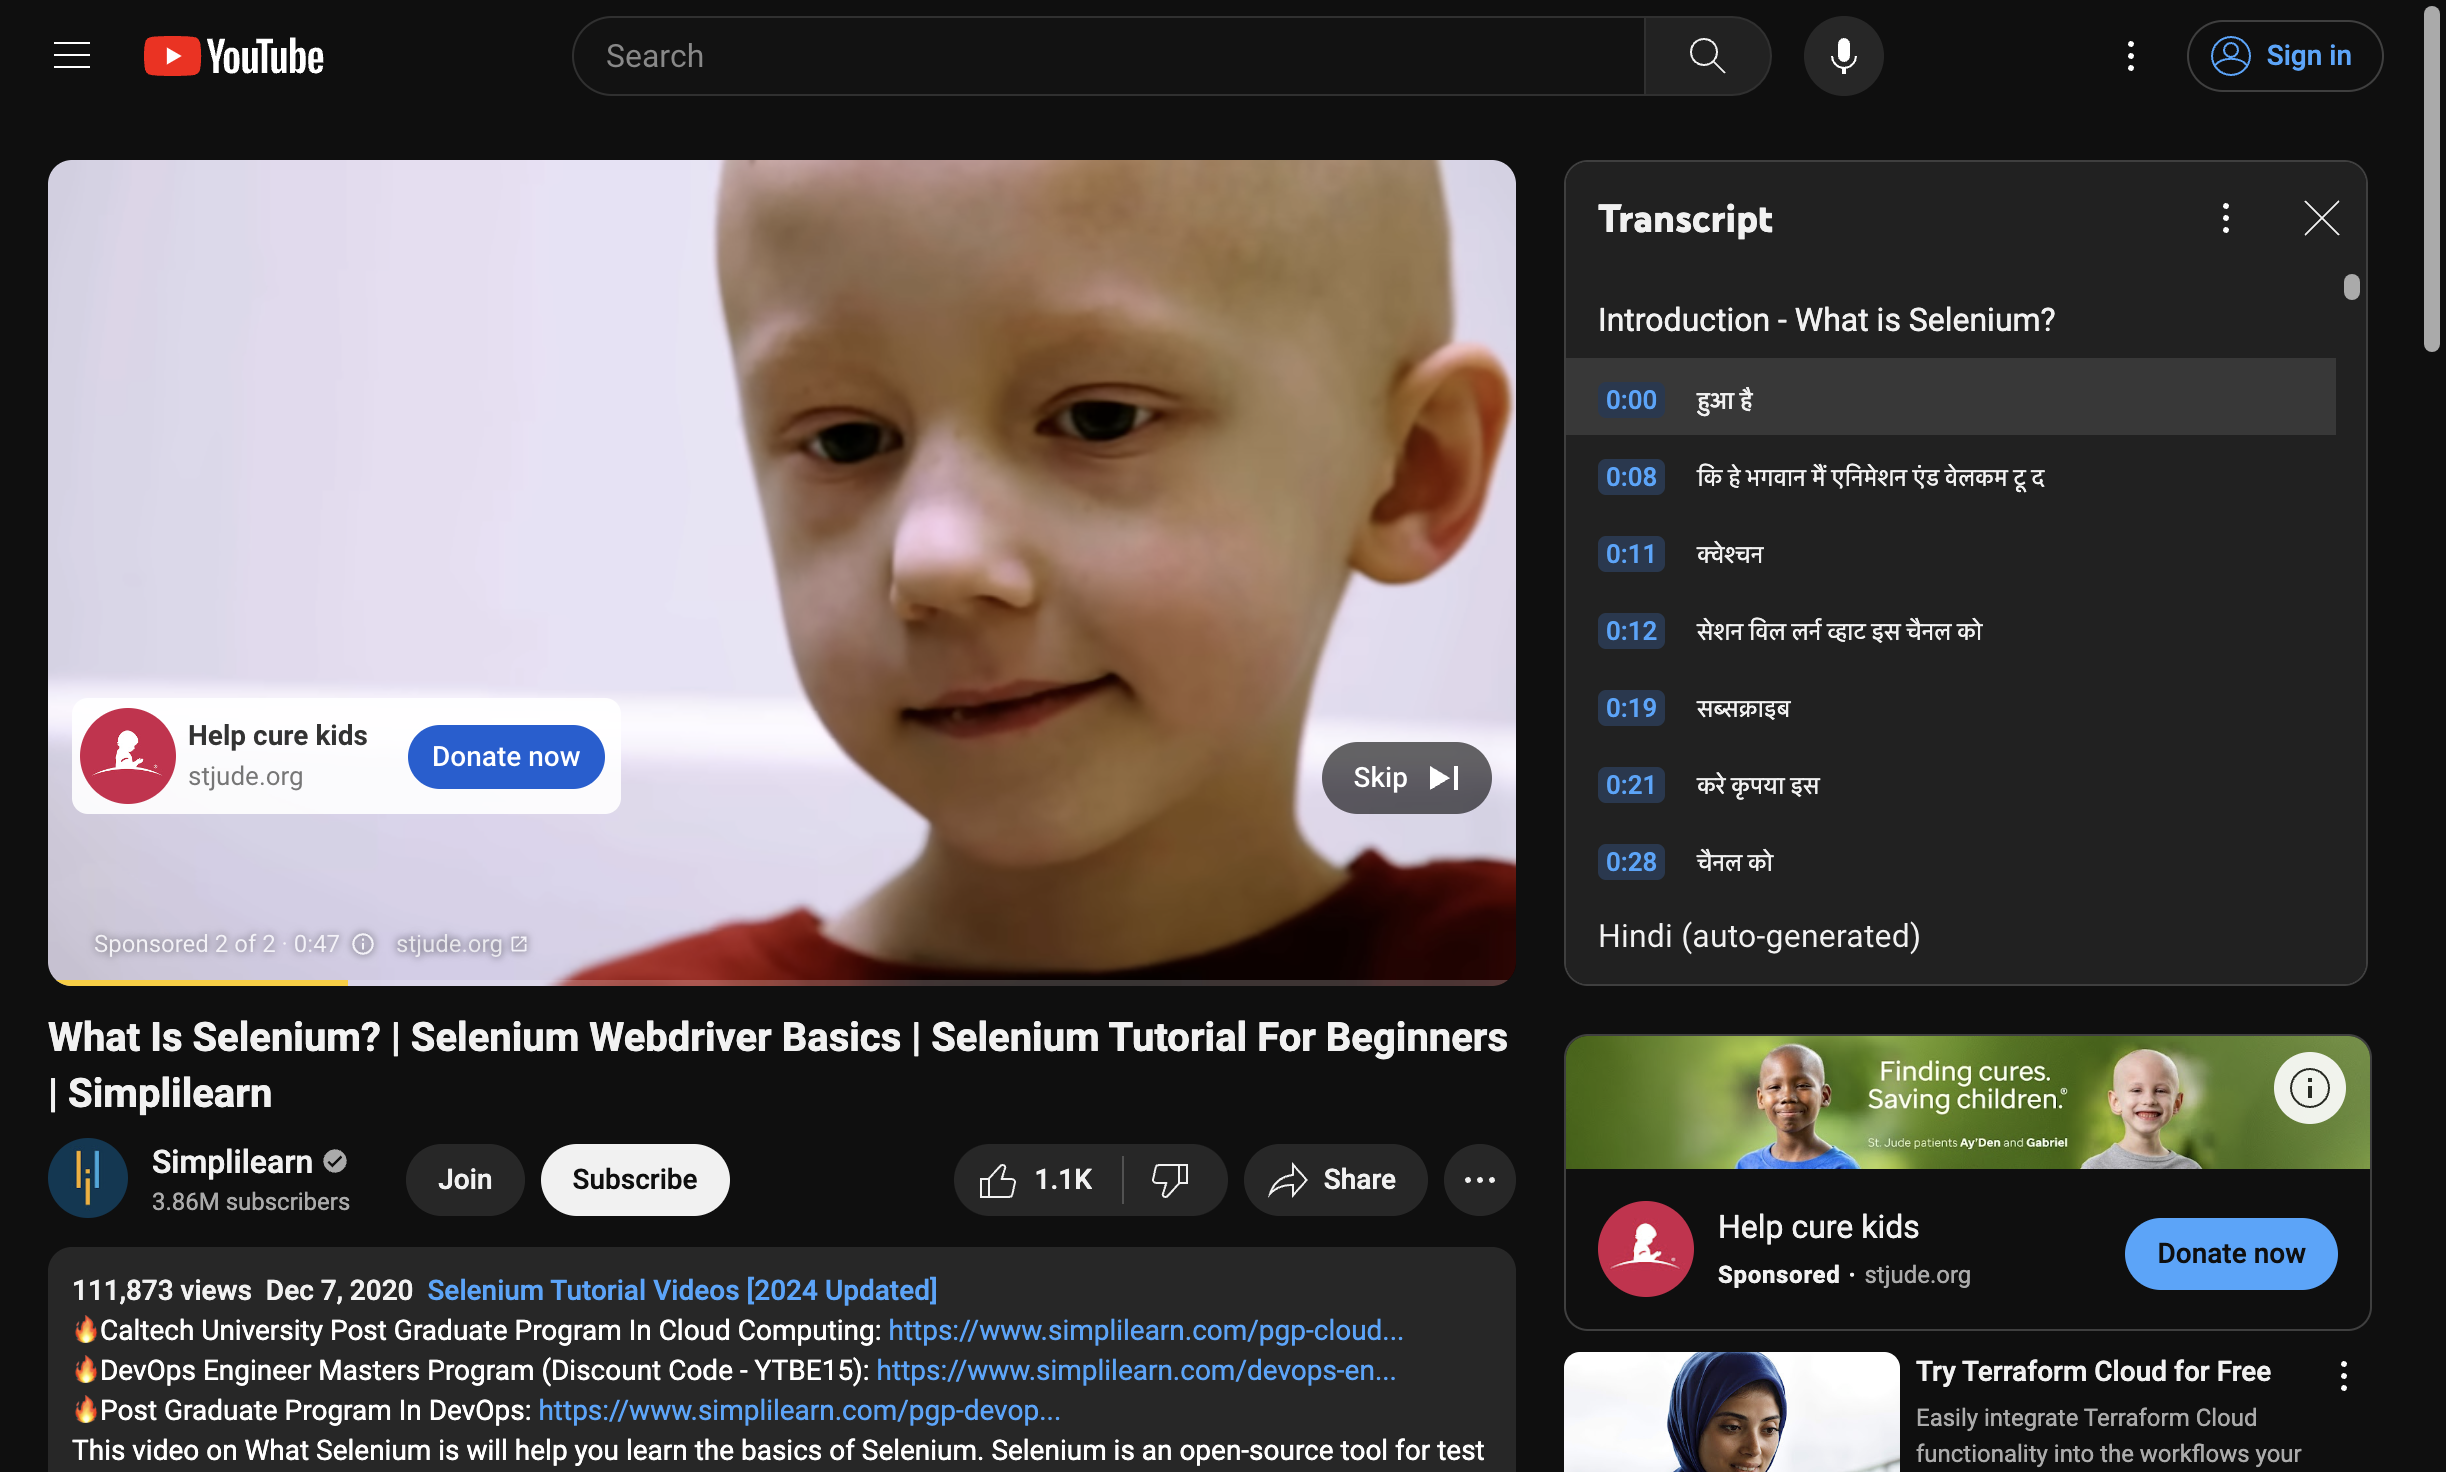 YouTube
Search
Sign in
Help cure kids
stjude.org
Donate now
Skip
Sponsored 2 of 2 · 0:47
stjude.org
What Is Selenium? | Selenium Webdriver Basics | Selenium Tutorial For Beginners
| Simplilearn
Simplilearn
3.86M subscribers
Join
Subscribe
1.1K
Share
111,873 views Dec 7, 2020 Selenium Tutorial Videos [2024 Updated]
🔥Caltech University Post Graduate Program In Cloud Computing: https://www.simplilearn.com/pgp-cloud...
🔥DevOps Engineer Masters Program (Discount Code - YTBE15): https://www.simplilearn.com/devops-en...
🔥Post Graduate Program In DevOps: https://www.simplilearn.com/pgp-devop...
This video on What Selenium is will help you learn the basics of Selenium. Selenium is an open-source tool for test
Transcript
Introduction - What is Selenium?
0:00 हुआ है
0:08 कि हे भगवान मैं एनिमेशन एंड वेलकम टू द
0:11 क्वेश्चन
0:12 सेशन विल लर्न व्हाट इस चैनल को
0:19 सब्सक्राइब
0:21 करे कृपया इस
0:28 चैनल को
Hindi (auto-generated)
Finding cures.
Saving children.®
St. Jude patients Ay'Den and Gabriel
Help cure kids
Sponsored · stjude.org
Donate now
Try Terraform Cloud for Free
Easily integrate Terraform Cloud
functionality into the workflows your